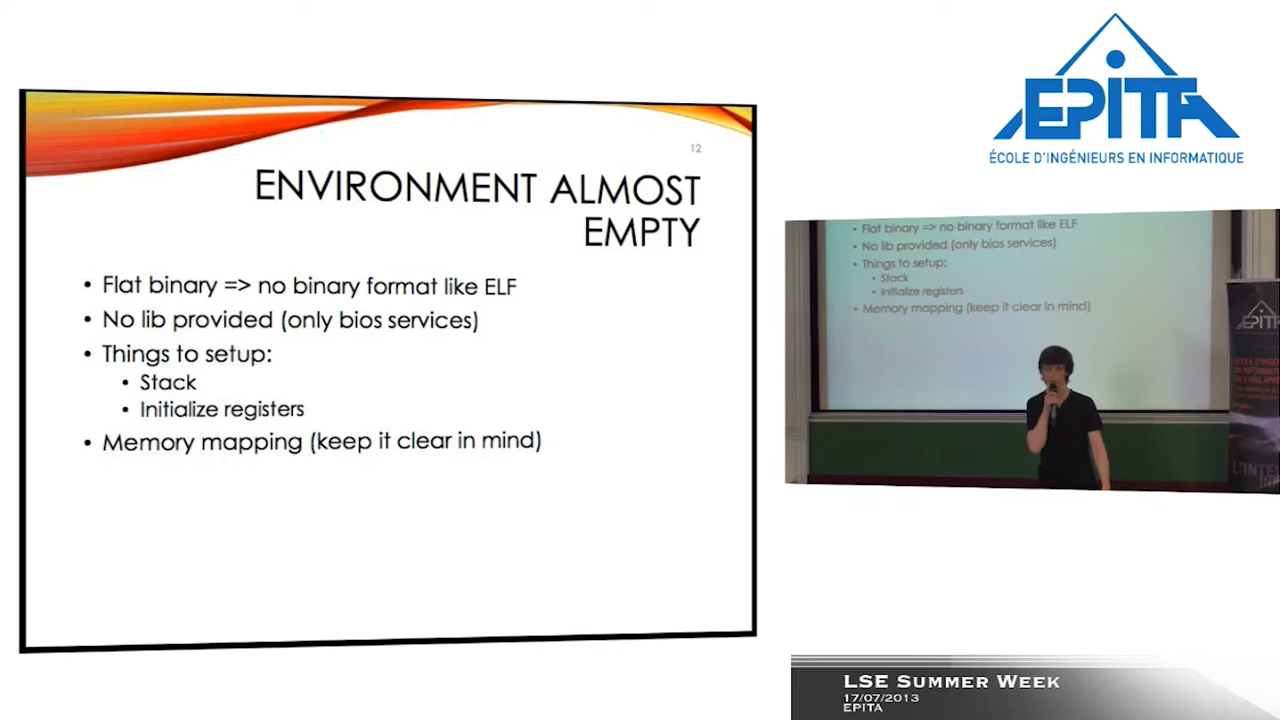 EPITA
ÉCOLE D'INGÉNIEURS EN INFORMATIQUE
12
ENVIRONMENT ALMOST
EMPTY
• Flat binary => no binary format like ELF
• No lib provided (only bios services)
• Things to setup:
• Stack
• Initialize registers
• Memory mapping (keep it clear in mind)
• Flat binary => no binary format like ELF
• No lib provided (only bios services)
• Things to setup:
• Stack
• Initialize registers
• Memory mapping (keep it clear in mind)
EPITA
L'INTE
LSE Summer Week
17/07/2013
EPITA